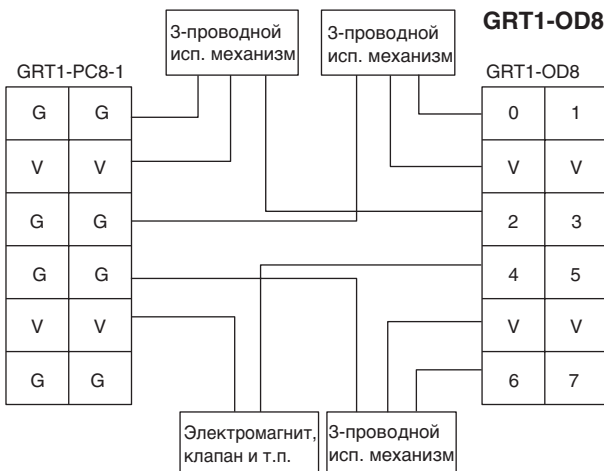 GRT1-OD8
3-проводной
исп. механизм
3-проводной
исп. механизм
GRT1-PC8-1
GRT1-OD8
G G
V V
G G
G G
V V
G G
0 1
V V
2 3
4 5
V V
6 7
Электромагнит,
клапан и т.п.
3-проводной
исп. механизм